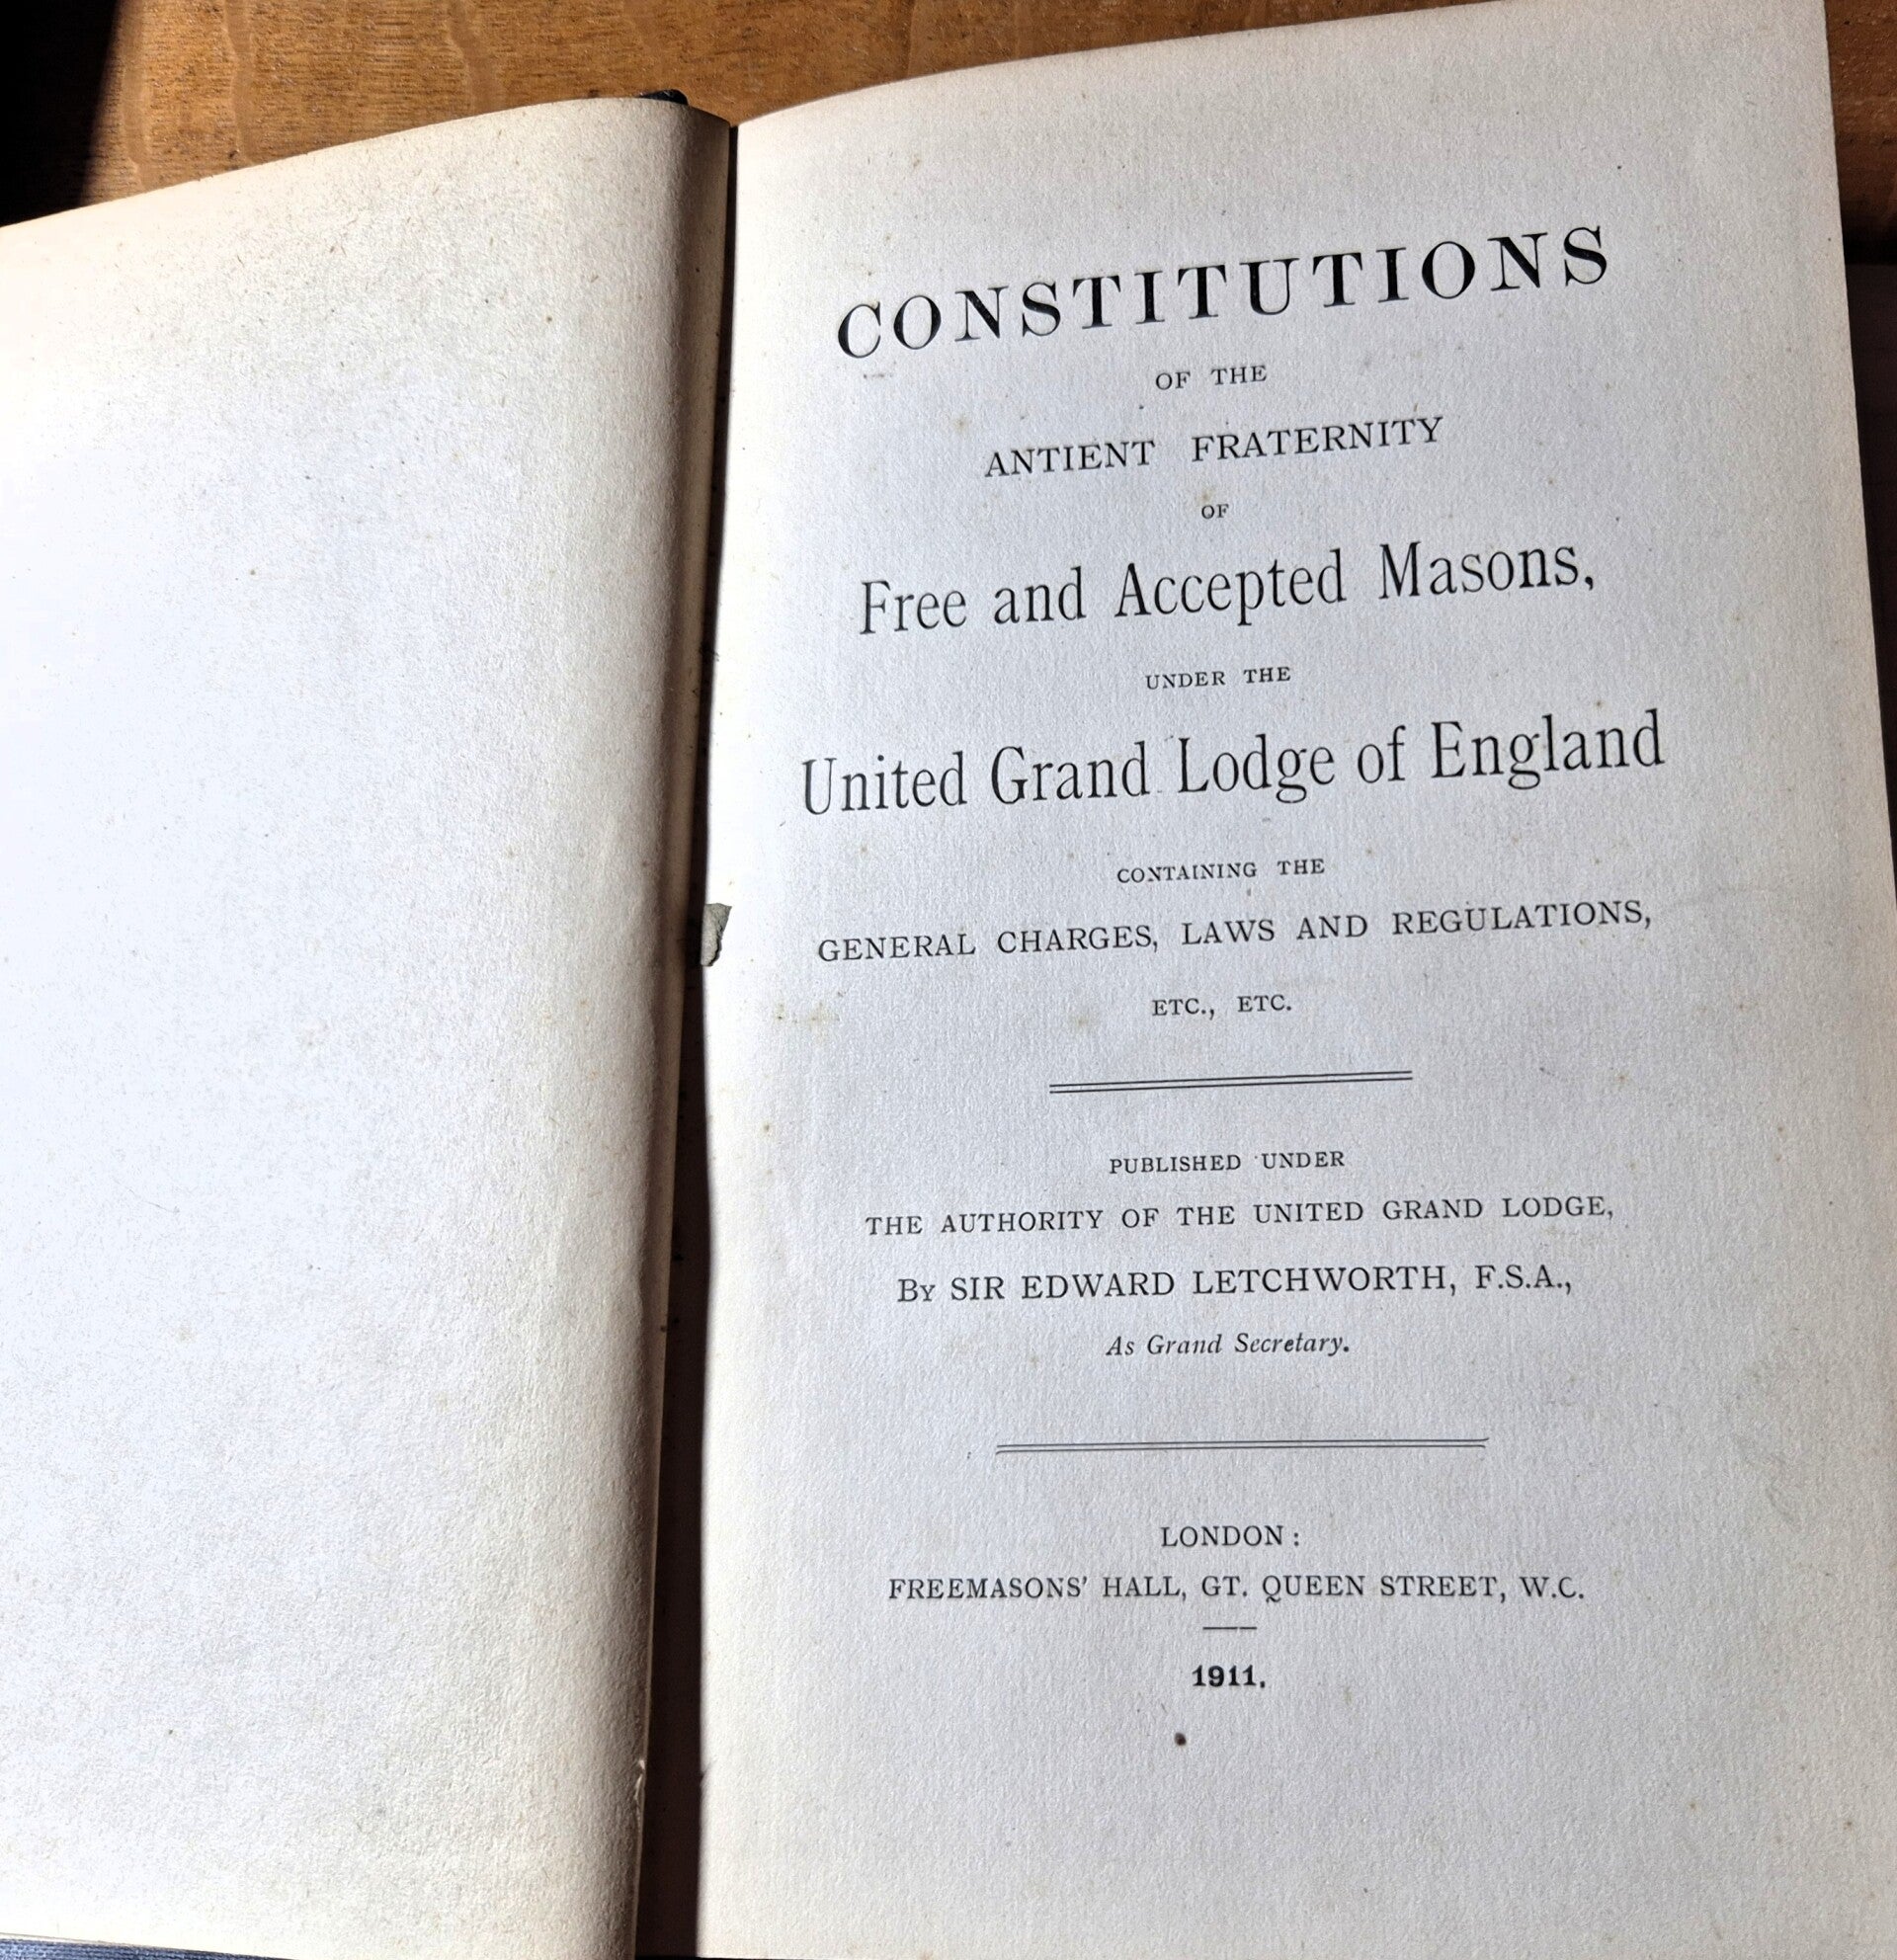 CONSTITUTIONS
OF THE
ANTIENT FRATERNITY
OF
Free and Accepted Masons,
UNDER THE
United Grand Lodge of England
CONTAINING THE
GENERAL CHARGES, LAWS AND REGULATIONS,
ETC., ETC.
PUBLISHED UNDER
THE AUTHORITY OF THE UNITED GRAND LODGE,
By SIR EDWARD LETCHWORTH, F.S.A.,
As Grand Secretary.
LONDON:
FREEMASONS' HALL, GT. QUEEN STREET, W.C.
1911.